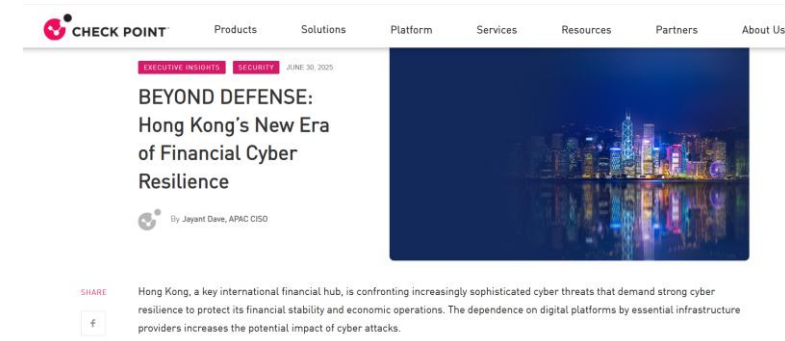 CHECK POINT™
Products Solutions Platform Services Resources Partners About Us
EXECUTIVE INSIGHTS SECURITY JUNE 30, 2025
BEYOND DEFENSE:
Hong Kong's New Era
of Financial Cyber
Resilience
By Jayant Dave, APAC CISO
SHARE
Hong Kong, a key international financial hub, is confronting increasingly sophisticated cyber threats that demand strong cyber
resilience to protect its financial stability and economic operations. The dependence on digital platforms by essential infrastructure
providers increases the potential impact of cyber attacks.
f